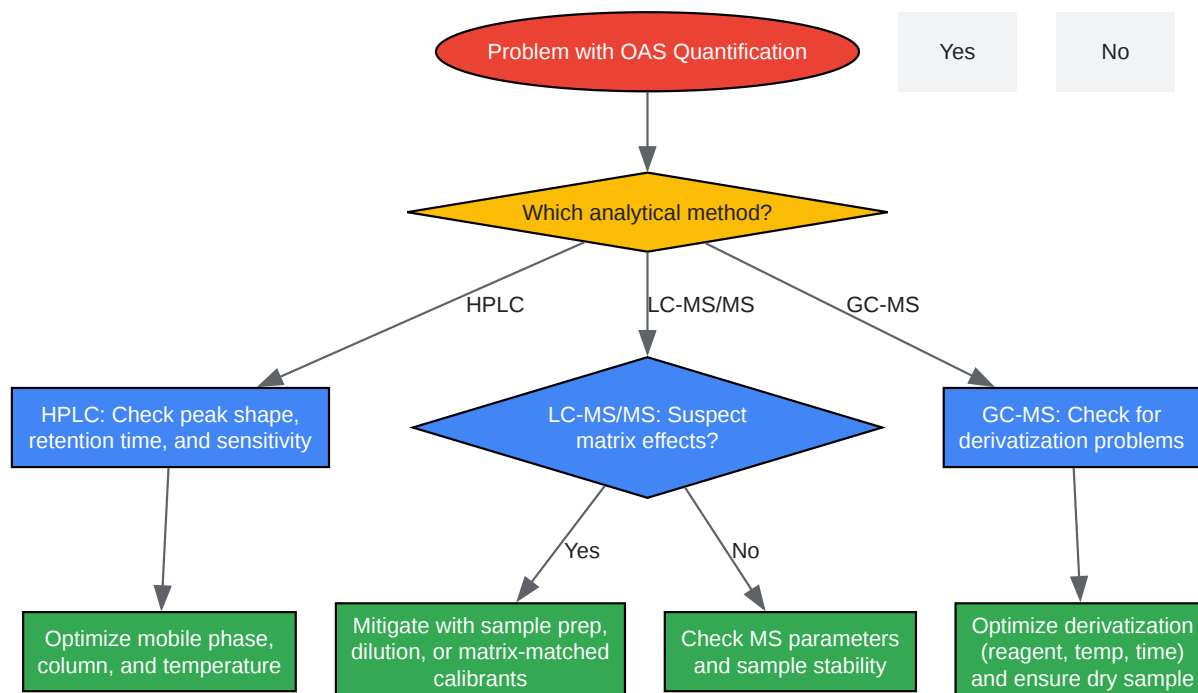 Problem with OAS Quantification
Yes
No
Which analytical method?
HPLC
LC-MS/MS
GC-MS
HPLC: Check peak shape,
retention time, and sensitivity
LC-MS/MS: Suspect
matrix effects?
GC-MS: Check for
derivatization problems
Yes
No
Optimize mobile phase,
column, and temperature
Mitigate with sample prep,
dilution, or matrix-matched
calibrants
Check MS parameters
and sample stability
Optimize derivatization
(reagent, temp, time)
and ensure dry sample